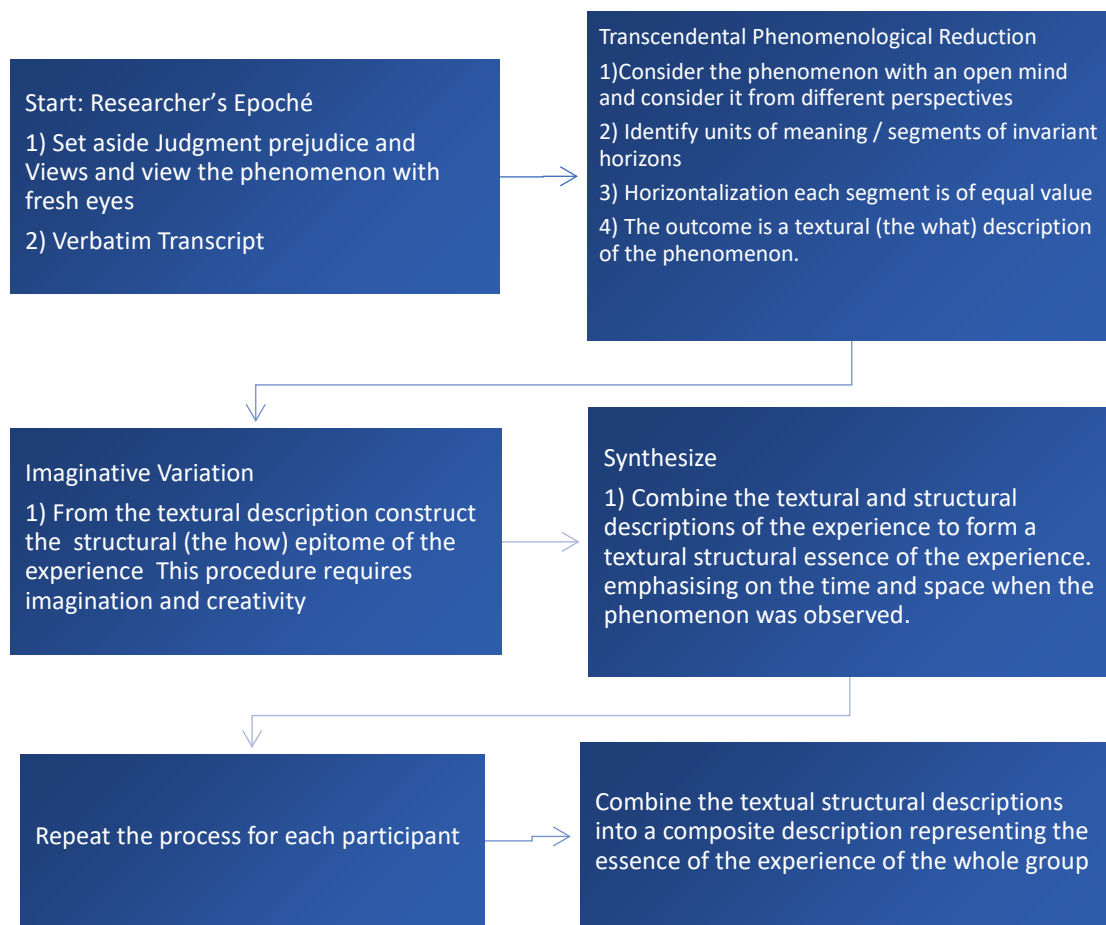 Start: Researcher’s Epoché
1) Set aside Judgment prejudice and
Views and view the phenomenon with
fresh eyes
2) Verbatim Transcript
Transcendental Phenomenological Reduction
1)Consider the phenomenon with an open mind
and consider it from different perspectives
2) Identify units of meaning / segments of invariant
horizons
3) Horizontalization each segment is of equal value
4) The outcome is a textural (the what) description
of the phenomenon.
Imaginative Variation
1) From the textural description construct
the structural (the how) epitome of the
experience This procedure requires
imagination and creativity
Synthesize
1) Combine the textural and structural
descriptions of the experience to form a
textural structural essence of the experience.
emphasising on the time and space when the
phenomenon was observed.
Repeat the process for each participant
Combine the textual structural descriptions
into a composite description representing the
essence of the experience of the whole group